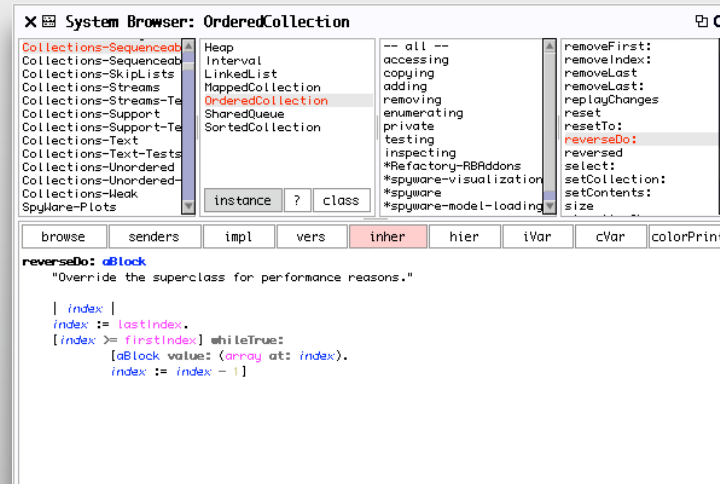 System Browser: OrderedCollection
Collections-Sequenceab
Collections-Sequenceab
Collections-SkipLists
Collections-Streams
Collections-Streams-Te
Collections-Support
Collections-Support-Te
Collections-Text
Collections-Text-Tests
Collections-Unordered
Collections-Unordered-
Collections-Weak
SpyWare-Plots
Heap
Interval
LinkedList
MappedCollection
OrderedCollection
SharedQueue
SortedCollection
instance ? class
-- all --
accessing
copying
adding
removing
enumerating
private
testing
inspecting
*Refactory-RBAddons
*spyware-visualization
*spyware
*spyware-model-loading
removeFirst:
removeIndex:
removeLast
removeLast:
replayChanges
reset
resetTo:
reverseDo:
reversed
select:
setCollection:
setContents:
size
browse senders impl vers inher hier iVar cVar colorPrin
reverseDo: aBlock
"Override the superclass for performance reasons."
| index |
index := lastIndex.
[index >= firstIndex] whileTrue:
[aBlock value: (array at: index).
index := index - 1]